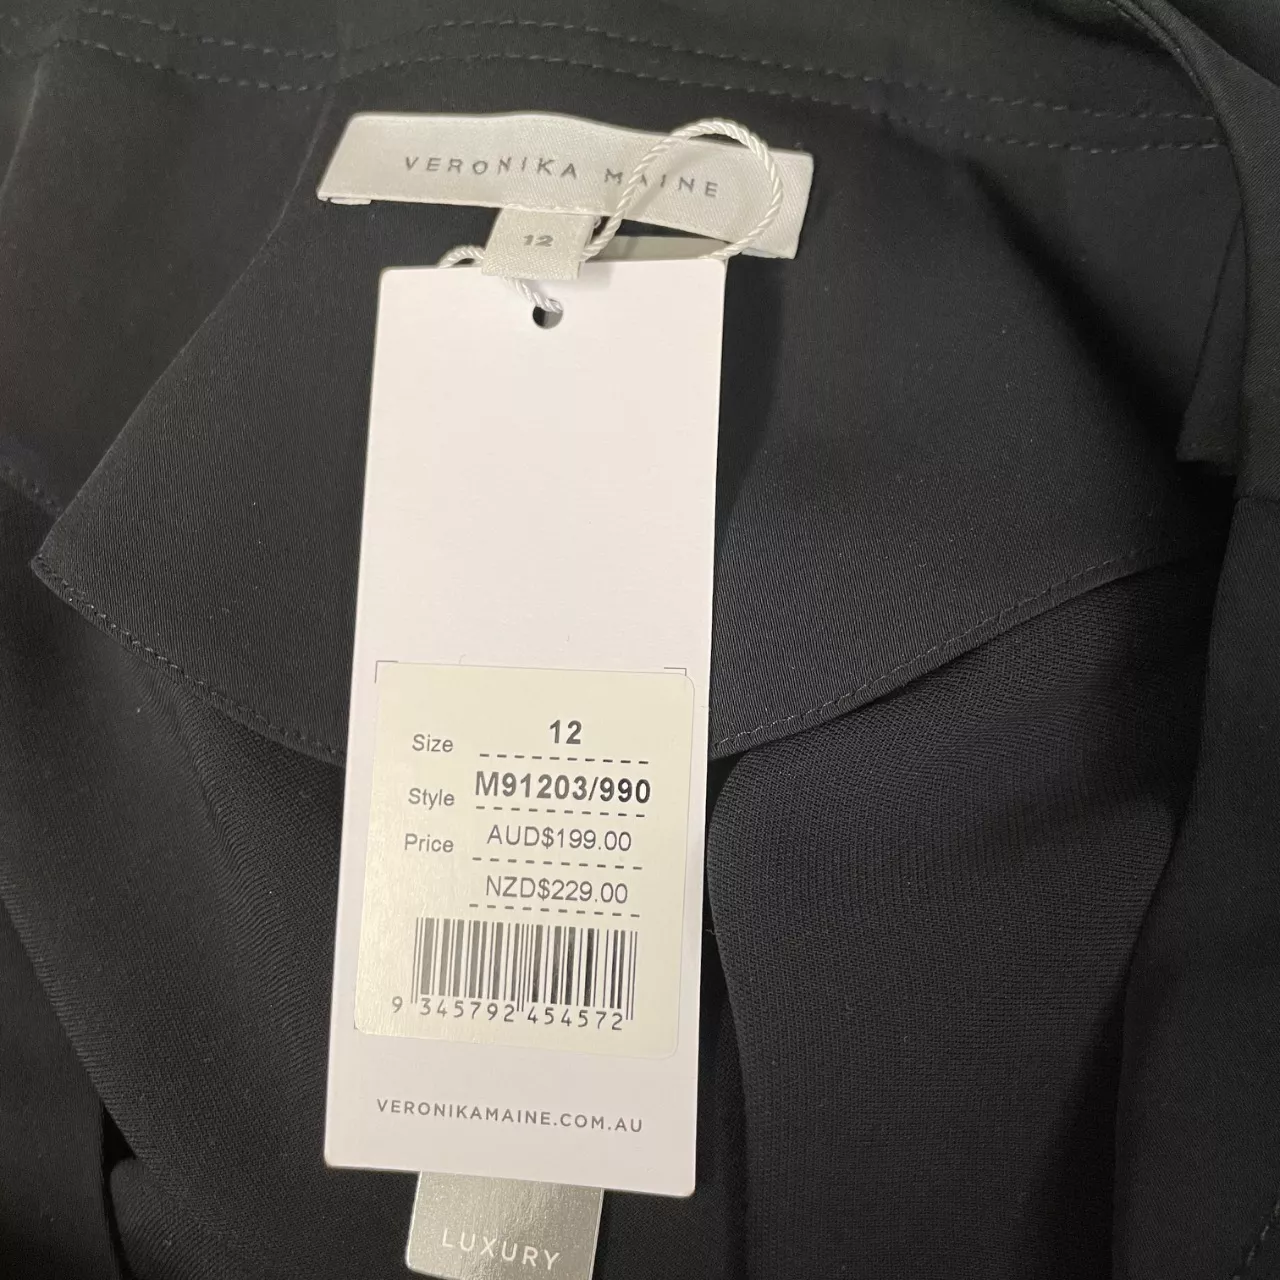 VERONIKA MAINE
12
Size 12
Style M91203/990
Price AUD$199.00
NZD$229.00
9 345792 454572
VERONIKAMAINE.COM.AU
LUXURY